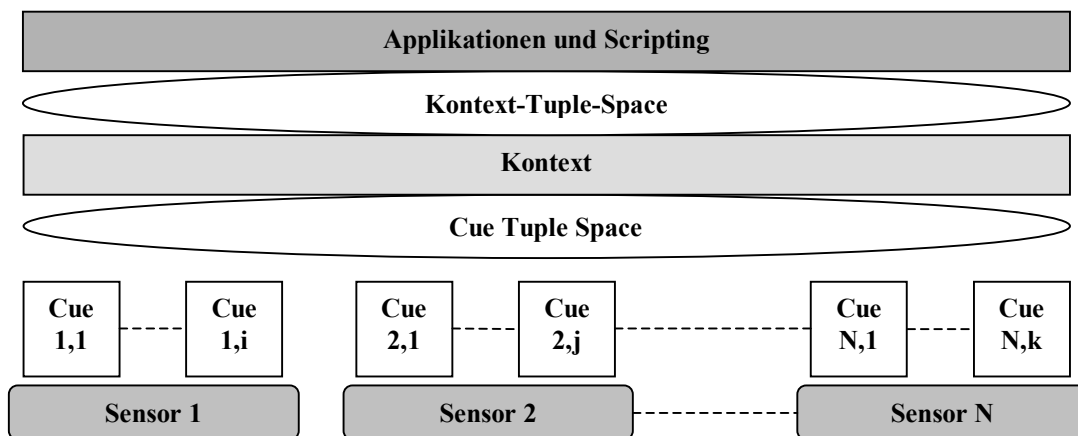 Applikationen und Scripting
Kontext-Tuple-Space
Kontext
Cue Tuple Space
Cue
1,1
Cue
1,i
Cue
2,1
Cue
2,j
Cue
N,1
Cue
N,k
Sensor 1
Sensor 2
Sensor N